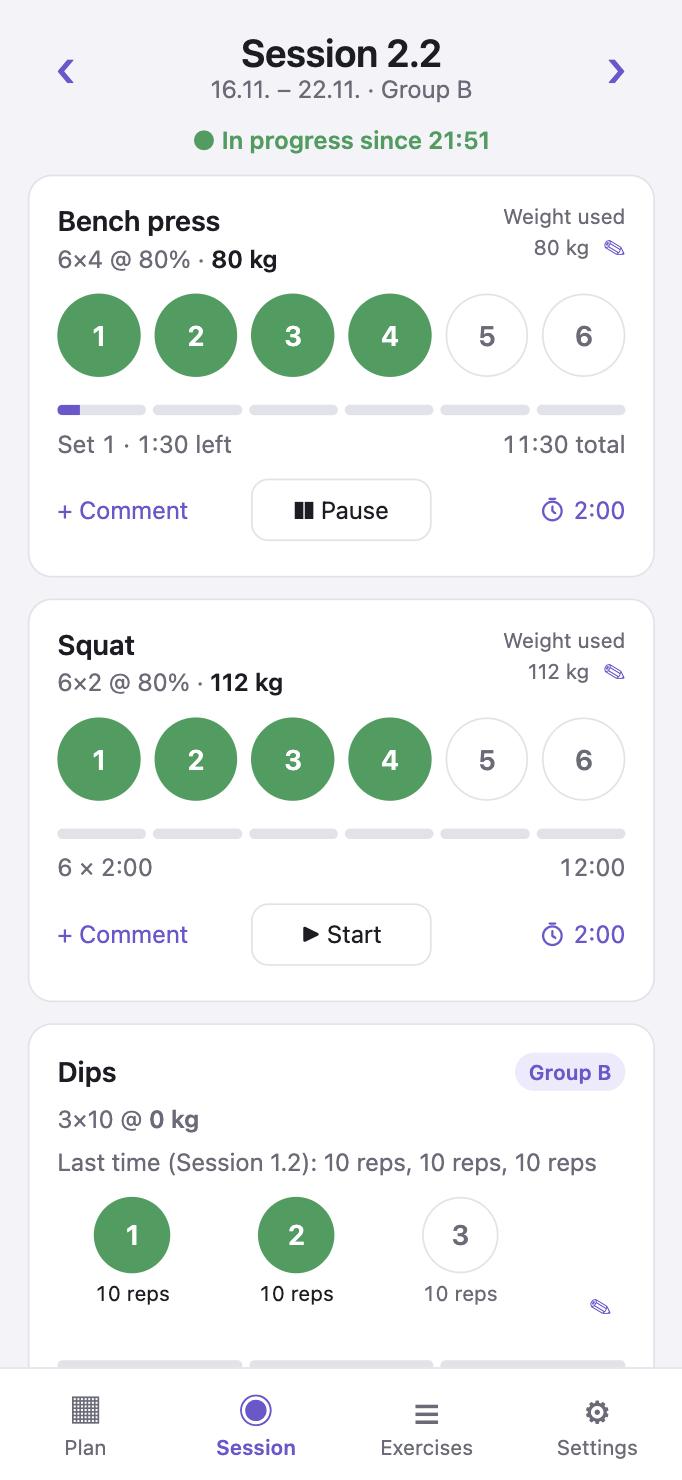 Session 2.2
16.11. – 22.11. · Group B
In progress since 21:51
Bench press
6×4 @ 80% · 80 kg
Weight used
80 kg
1 2 3 4 5 6
Set 1 · 1:30 left
11:30 total
+ Comment
Pause
2:00
Squat
6×2 @ 80% · 112 kg
Weight used
112 kg
1 2 3 4 5 6
6 × 2:00
12:00
+ Comment
Start
2:00
Dips
Group B
3×10 @ 0 kg
Last time (Session 1.2): 10 reps, 10 reps, 10 reps
1 2 3
10 reps 10 reps 10 reps
Plan
Session
Exercises
Settings